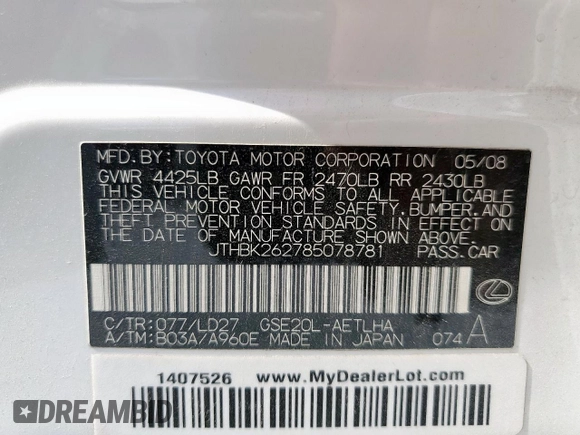 MFD.BY:TOYOTA MOTOR CORPORATION 05/08
GVWR 4425LB GAWR FR 2470LB RR 2430LB
THIS VEHICLE CONFORMS TO ALL APPLICABLE
FEDERAL MOTOR VEHICLE SAFETY,BUMPER,AND
THEFT PREVENTION STANDARDS IN EFFECT ON
THE DATE OF MANUFACTURE SHOWN ABOVE.
JTHBK262785078781 PASS.CAR
C/TR:077/LD27 GSE20L-AETLHA
A/TM:B03A/A960E MADE IN JAPAN 074 A
1407526 www.MyDealerLot.com
DREAMBID